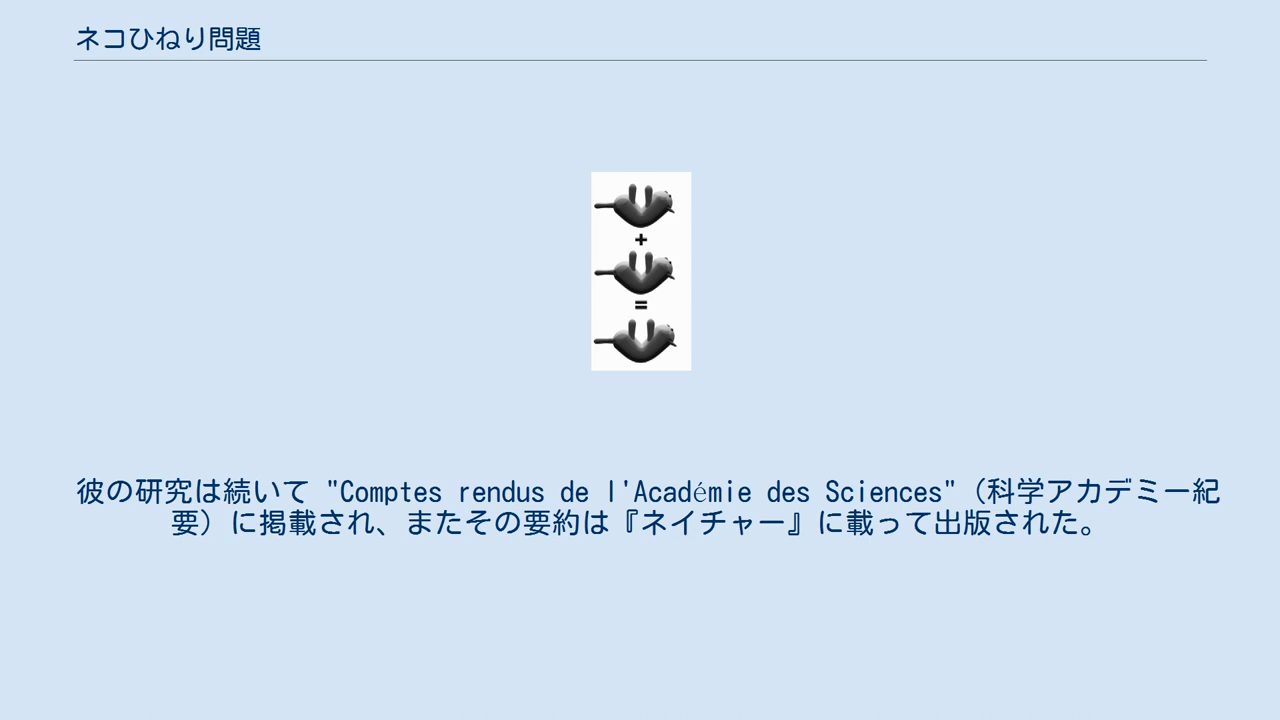 ネコひねり問題
+
=
彼の研究は続いて "Comptes rendus de l'Académie des Sciences"（科学アカデミー紀
要）に掲載され、またその要約は『ネイチャー』に載って出版された。